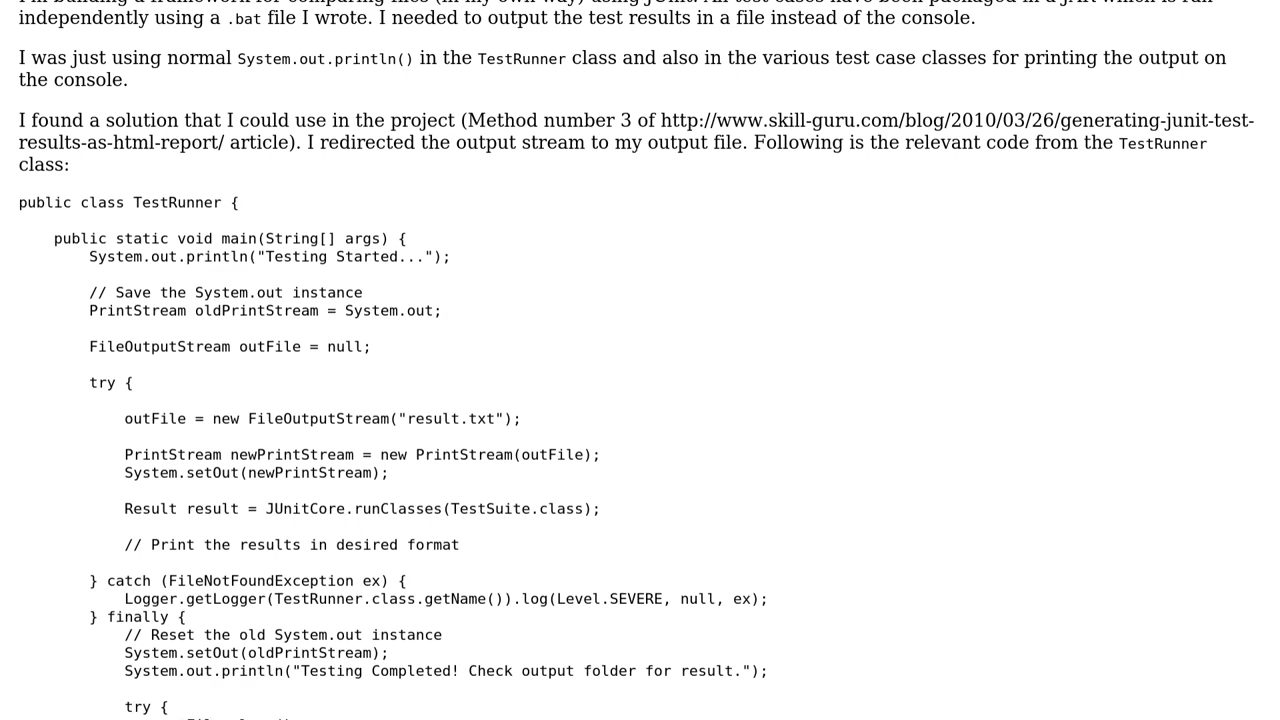 independently using a .bat file I wrote. I needed to output the test results in a file instead of the console.
I was just using normal System.out.println() in the TestRunner class and also in the various test case classes for printing the output on
the console.
I found a solution that I could use in the project (Method number 3 of http://www.skill-guru.com/blog/2010/03/26/generating-junit-test-
results-as-html-report/ article). I redirected the output stream to my output file. Following is the relevant code from the TestRunner
class:
public class TestRunner {
    public static void main(String[] args) {
        System.out.println("Testing Started...");
        // Save the System.out instance
        PrintStream oldPrintStream = System.out;
        FileOutputStream outFile = null;
        try {
            outFile = new FileOutputStream("result.txt");
            PrintStream newPrintStream = new PrintStream(outFile);
            System.setOut(newPrintStream);
            Result result = JUnitCore.runClasses(TestSuite.class);
            // Print the results in desired format
        } catch (FileNotFoundException ex) {
            Logger.getLogger(TestRunner.class.getName()).log(Level.SEVERE, null, ex);
        } finally {
            // Reset the old System.out instance
            System.setOut(oldPrintStream);
            System.out.println("Testing Completed! Check output folder for result.");
            try {